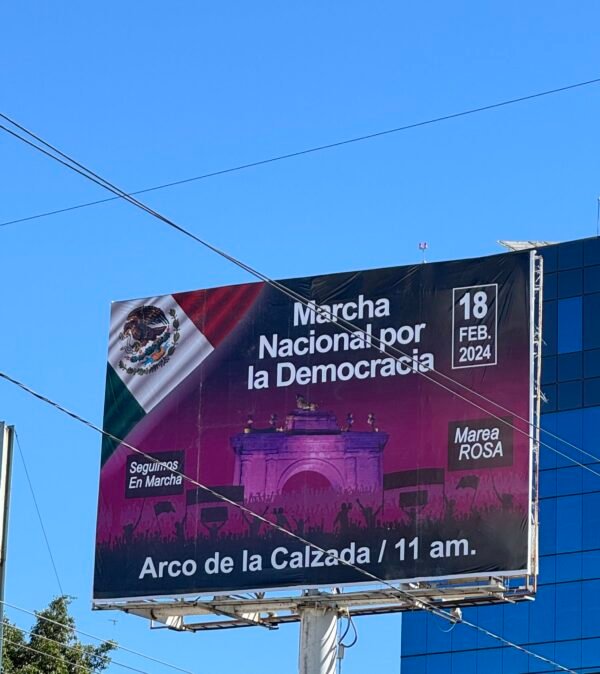 Marcha
Nacional por
la Democracia
18
FEB.
2024
Marea
ROSA
Seguimos
En Marcha
Arco de la Calzada / 11 am.